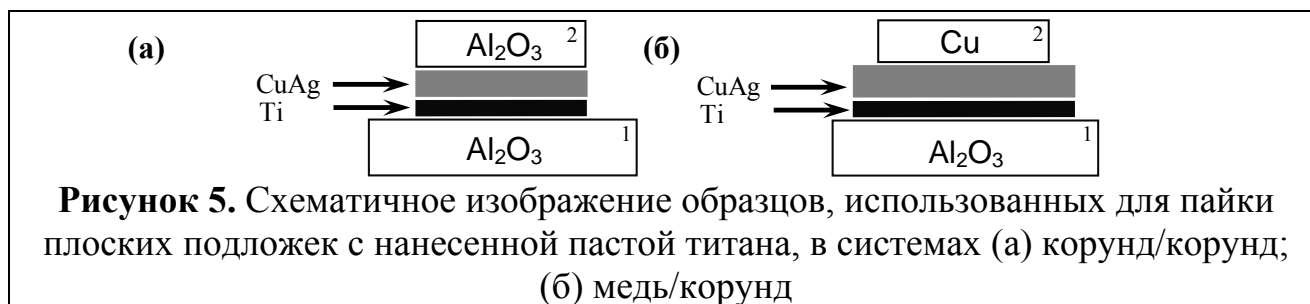 (а)
Al₂O₃ 2
CuAg
Ti
Al₂O₃ 1
(б)
Cu 2
CuAg
Ti
Al₂O₃ 1
Рисунок 5. Схематичное изображение образцов, использованных для пайки
плоских подложек с нанесенной пастой титана, в системах (а) корунд/корунд;
(б) медь/корунд